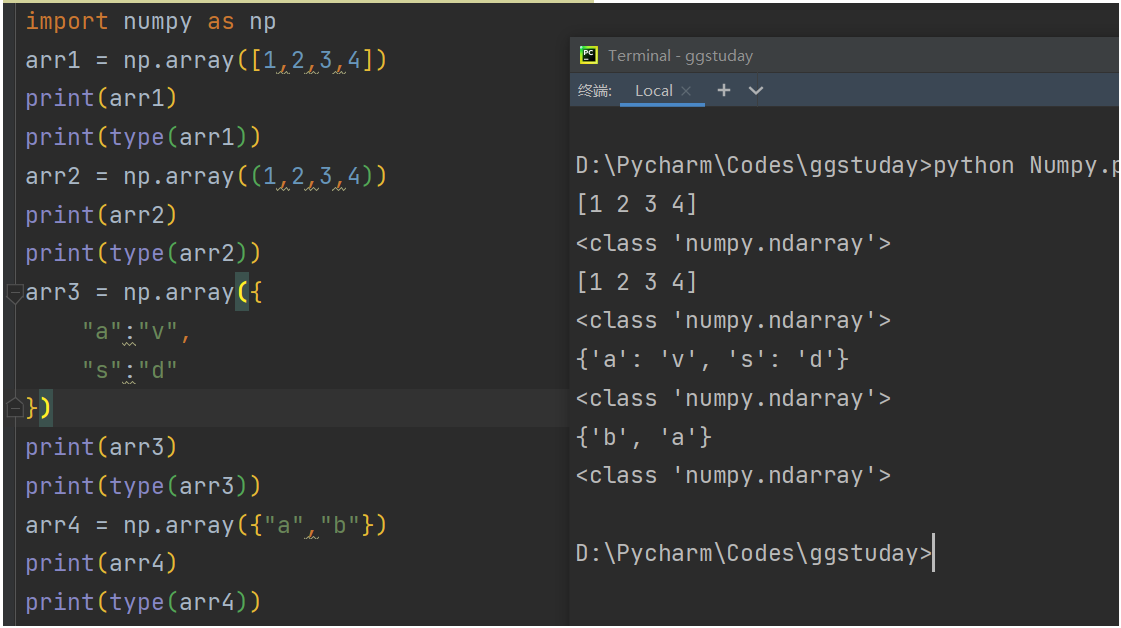 import numpy as np
arr1 = np.array([1,2,3,4])
print(arr1)
print(type(arr1))
arr2 = np.array((1,2,3,4))
print(arr2)
print(type(arr2))
arr3 = np.array({
    "a":"v",
    "s":"d"
})
print(arr3)
print(type(arr3))
arr4 = np.array({"a","b"})
print(arr4)
print(type(arr4))
PC
Terminal - ggstuday
终端: Local × +
D:\Pycharm\Codes\ggstuday>python Numpy.p
[1 2 3 4]
<class 'numpy.ndarray'>
[1 2 3 4]
<class 'numpy.ndarray'>
{'a': 'v', 's': 'd'}
<class 'numpy.ndarray'>
{'b', 'a'}
<class 'numpy.ndarray'>
D:\Pycharm\Codes\ggstuday>